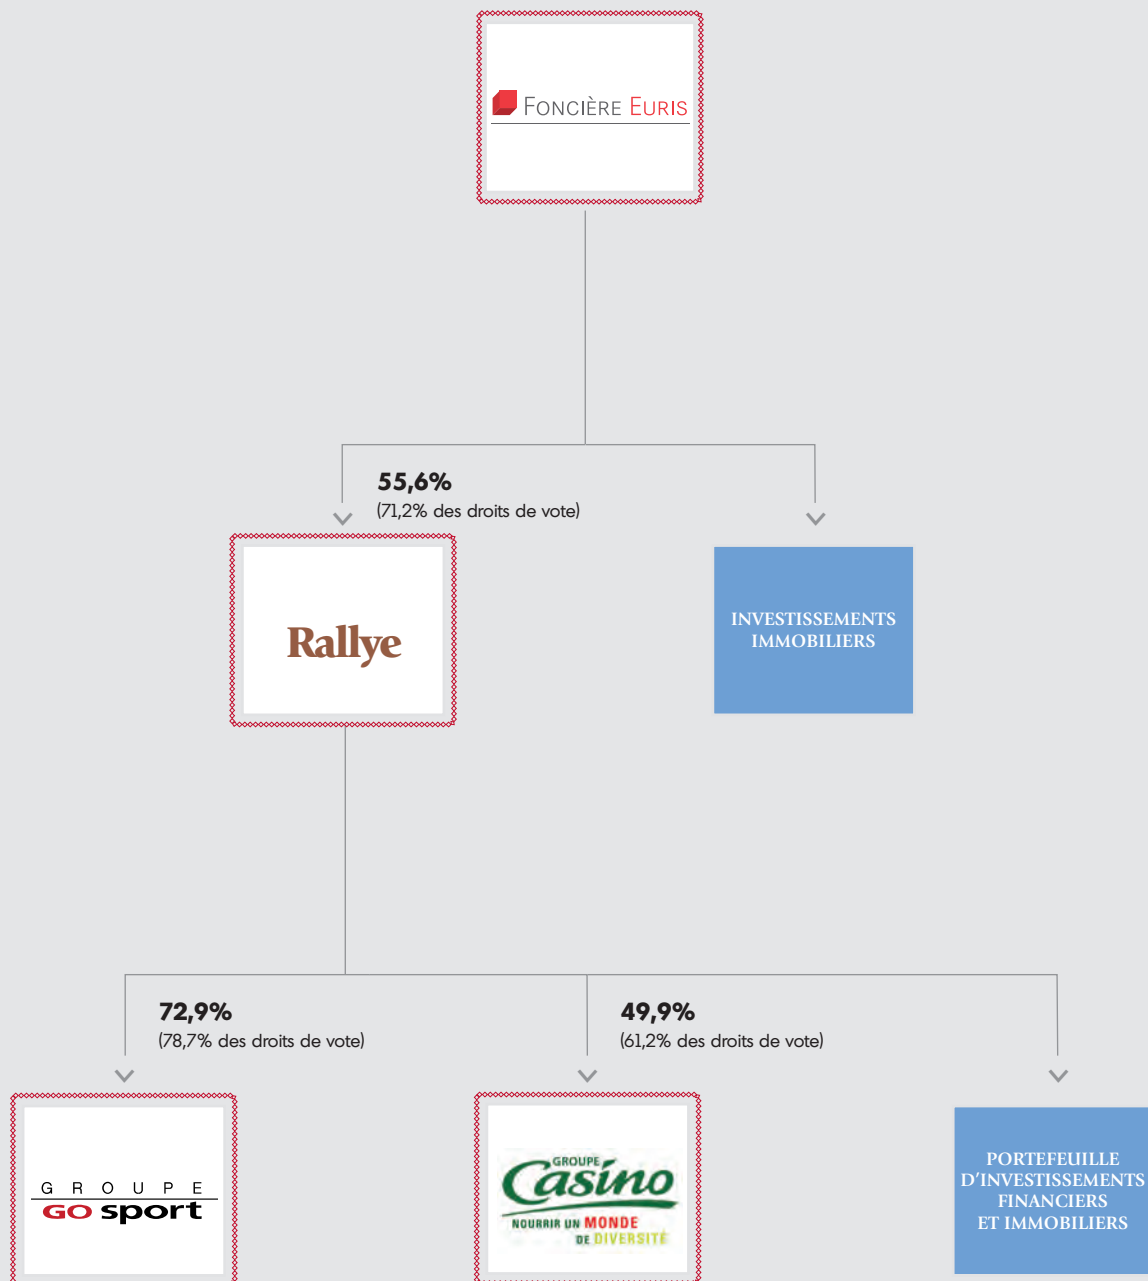 FONCIÈRE EURIS
55,6%
(71,2% des droits de vote)
Rallye
INVESTISSEMENTS
IMMOBILIERS
72,9%
(78,7% des droits de vote)
49,9%
(61,2% des droits de vote)
GROUPE
GO sport
GROUPE
Casino
NOURRIR UN MONDE
DE DIVERSITÉ
PORTEFEUILLE
D'INVESTISSEMENTS
FINANCIERS
ET IMMOBILIERS